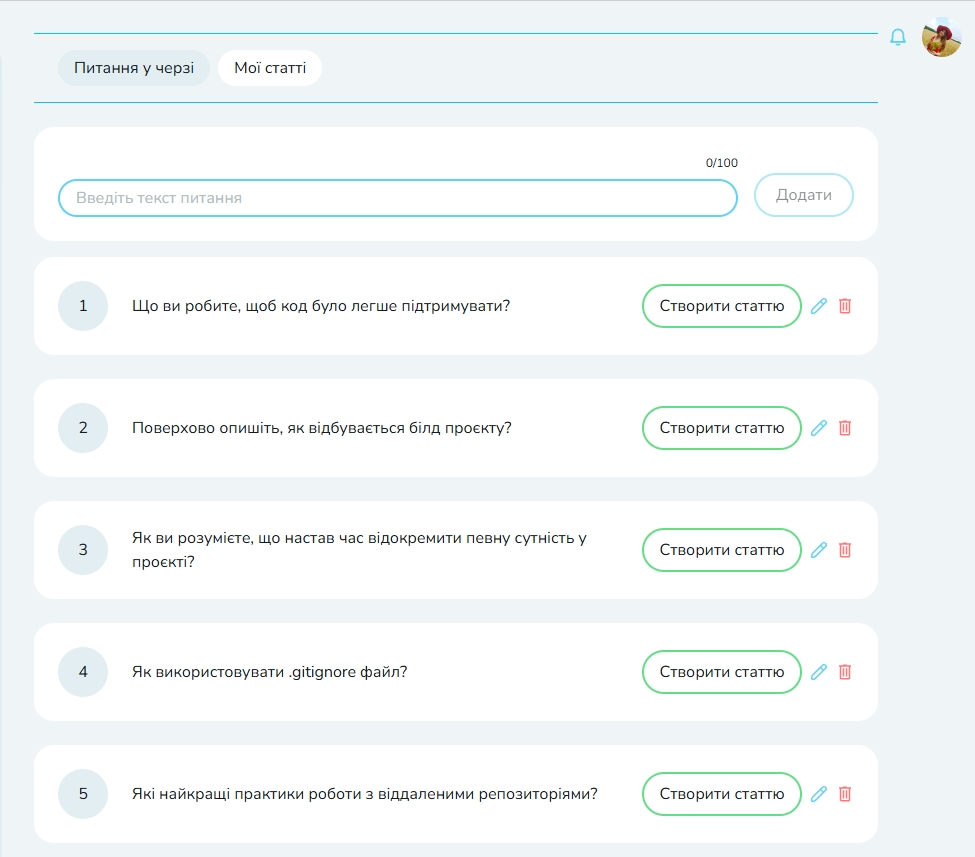 Питання у черзі
Мої статті
0/100
Введіть текст питання
Додати
1
Що ви робите, щоб код було легше підтримувати?
Створити статтю
2
Поверхово опишіть, як відбувається білд проєкту?
Створити статтю
3
Як ви розумієте, що настав час відокремити певну сутність у
проєкті?
Створити статтю
4
Як використовувати .gitignore файл?
Створити статтю
5
Які найкращі практики роботи з віддаленими репозиторіями?
Створити статтю